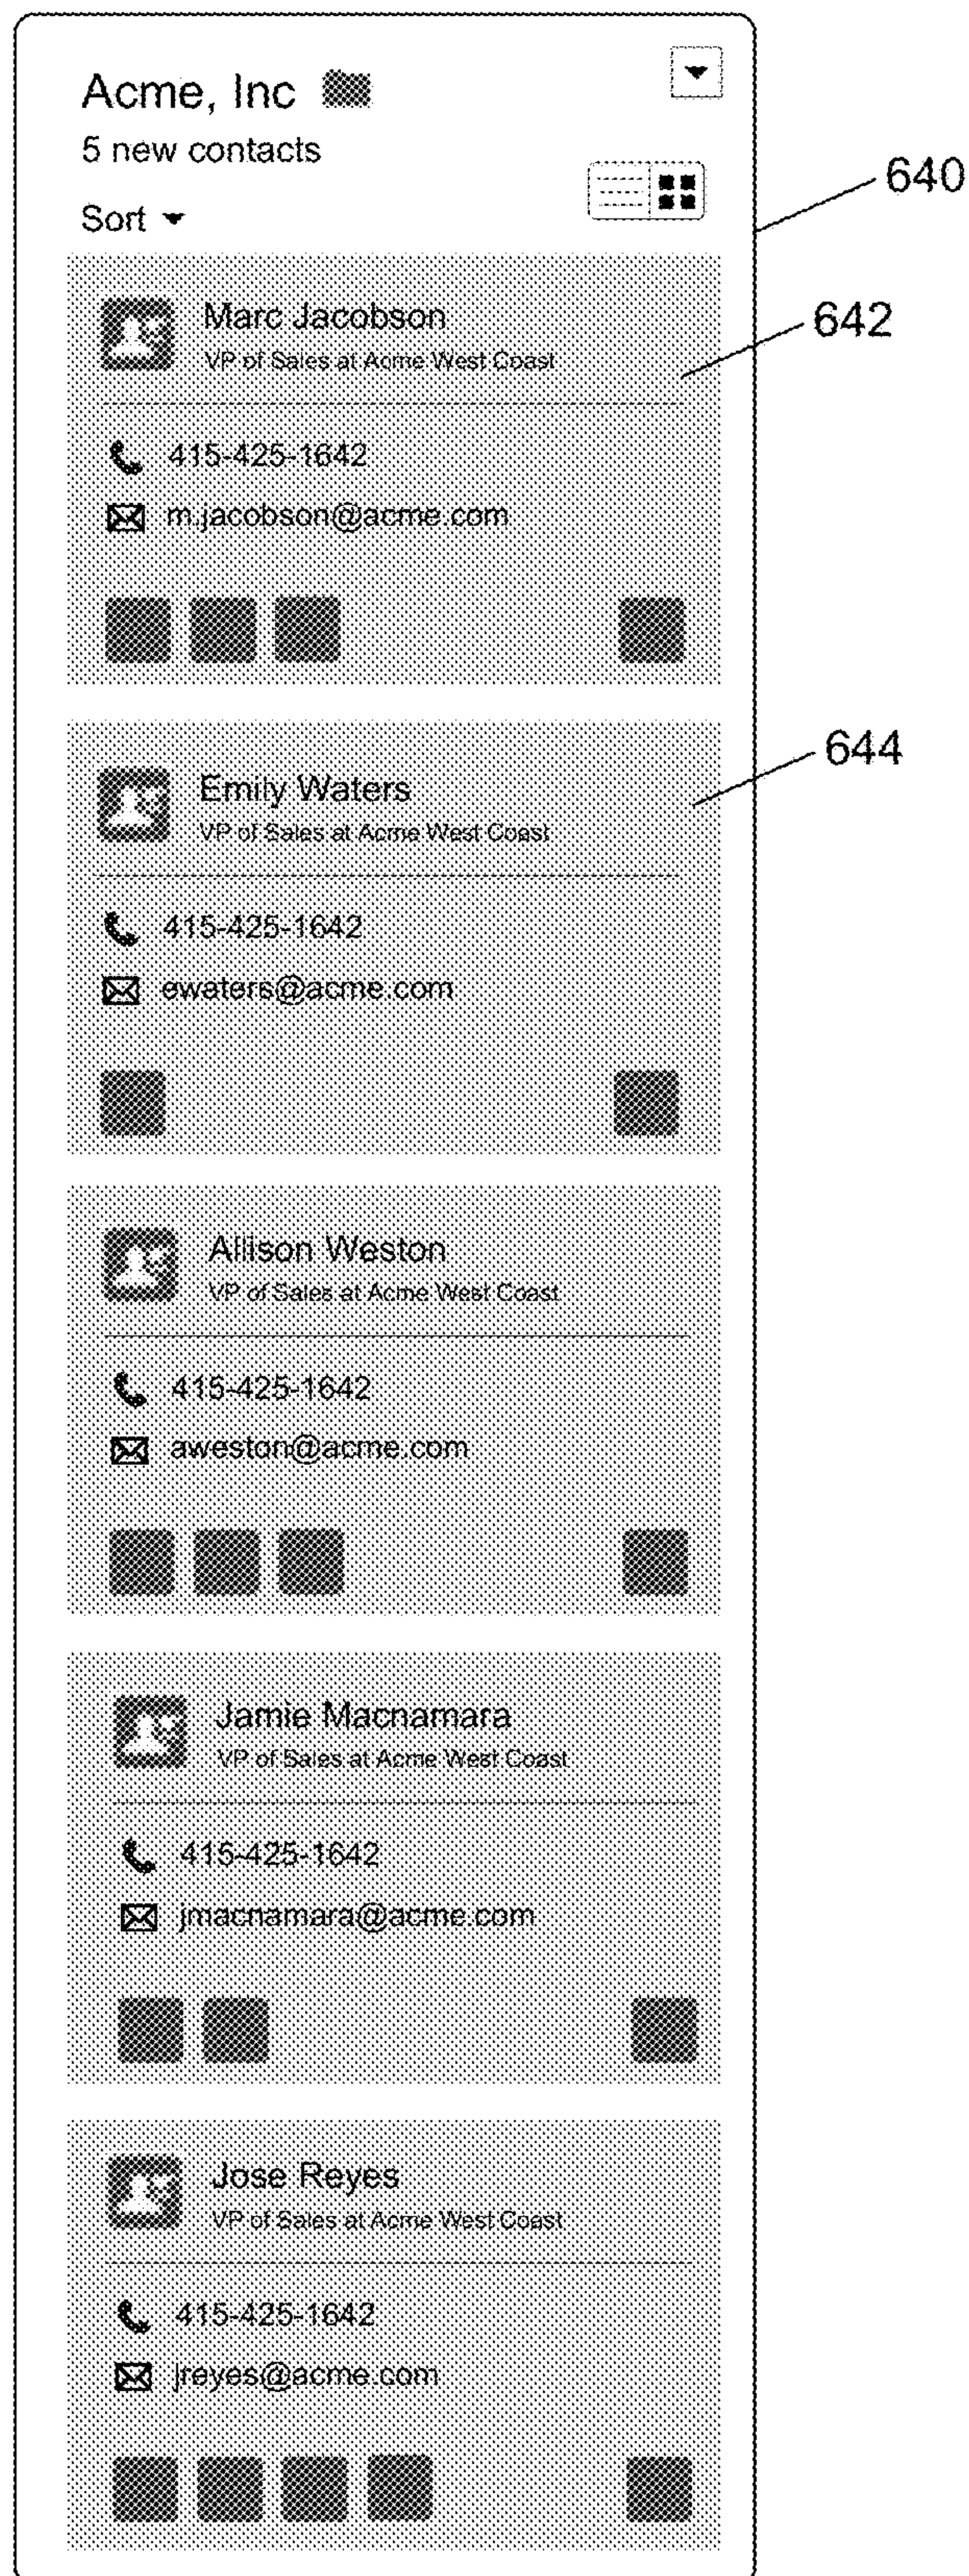 Acme, Inc
5 new contacts
640
Sort
642
Marc Jacobson
VP of Sales at Acme West Coast
415-425-1642
m.jacobson@acme.com
644
Emily Waters
VP of Sales at Acme West Coast
415-425-1642
ewaters@acme.com
Allison Weston
VP of Sales at Acme West Coast
415-425-1642
aweston@acme.com
Jamie Macnamara
VP of Sales at Acme West Coast
415-425-1642
jmacnamara@acme.com
Jose Reyes
VP of Sales at Acme West Coast
415-425-1642
jreyes@acme.com